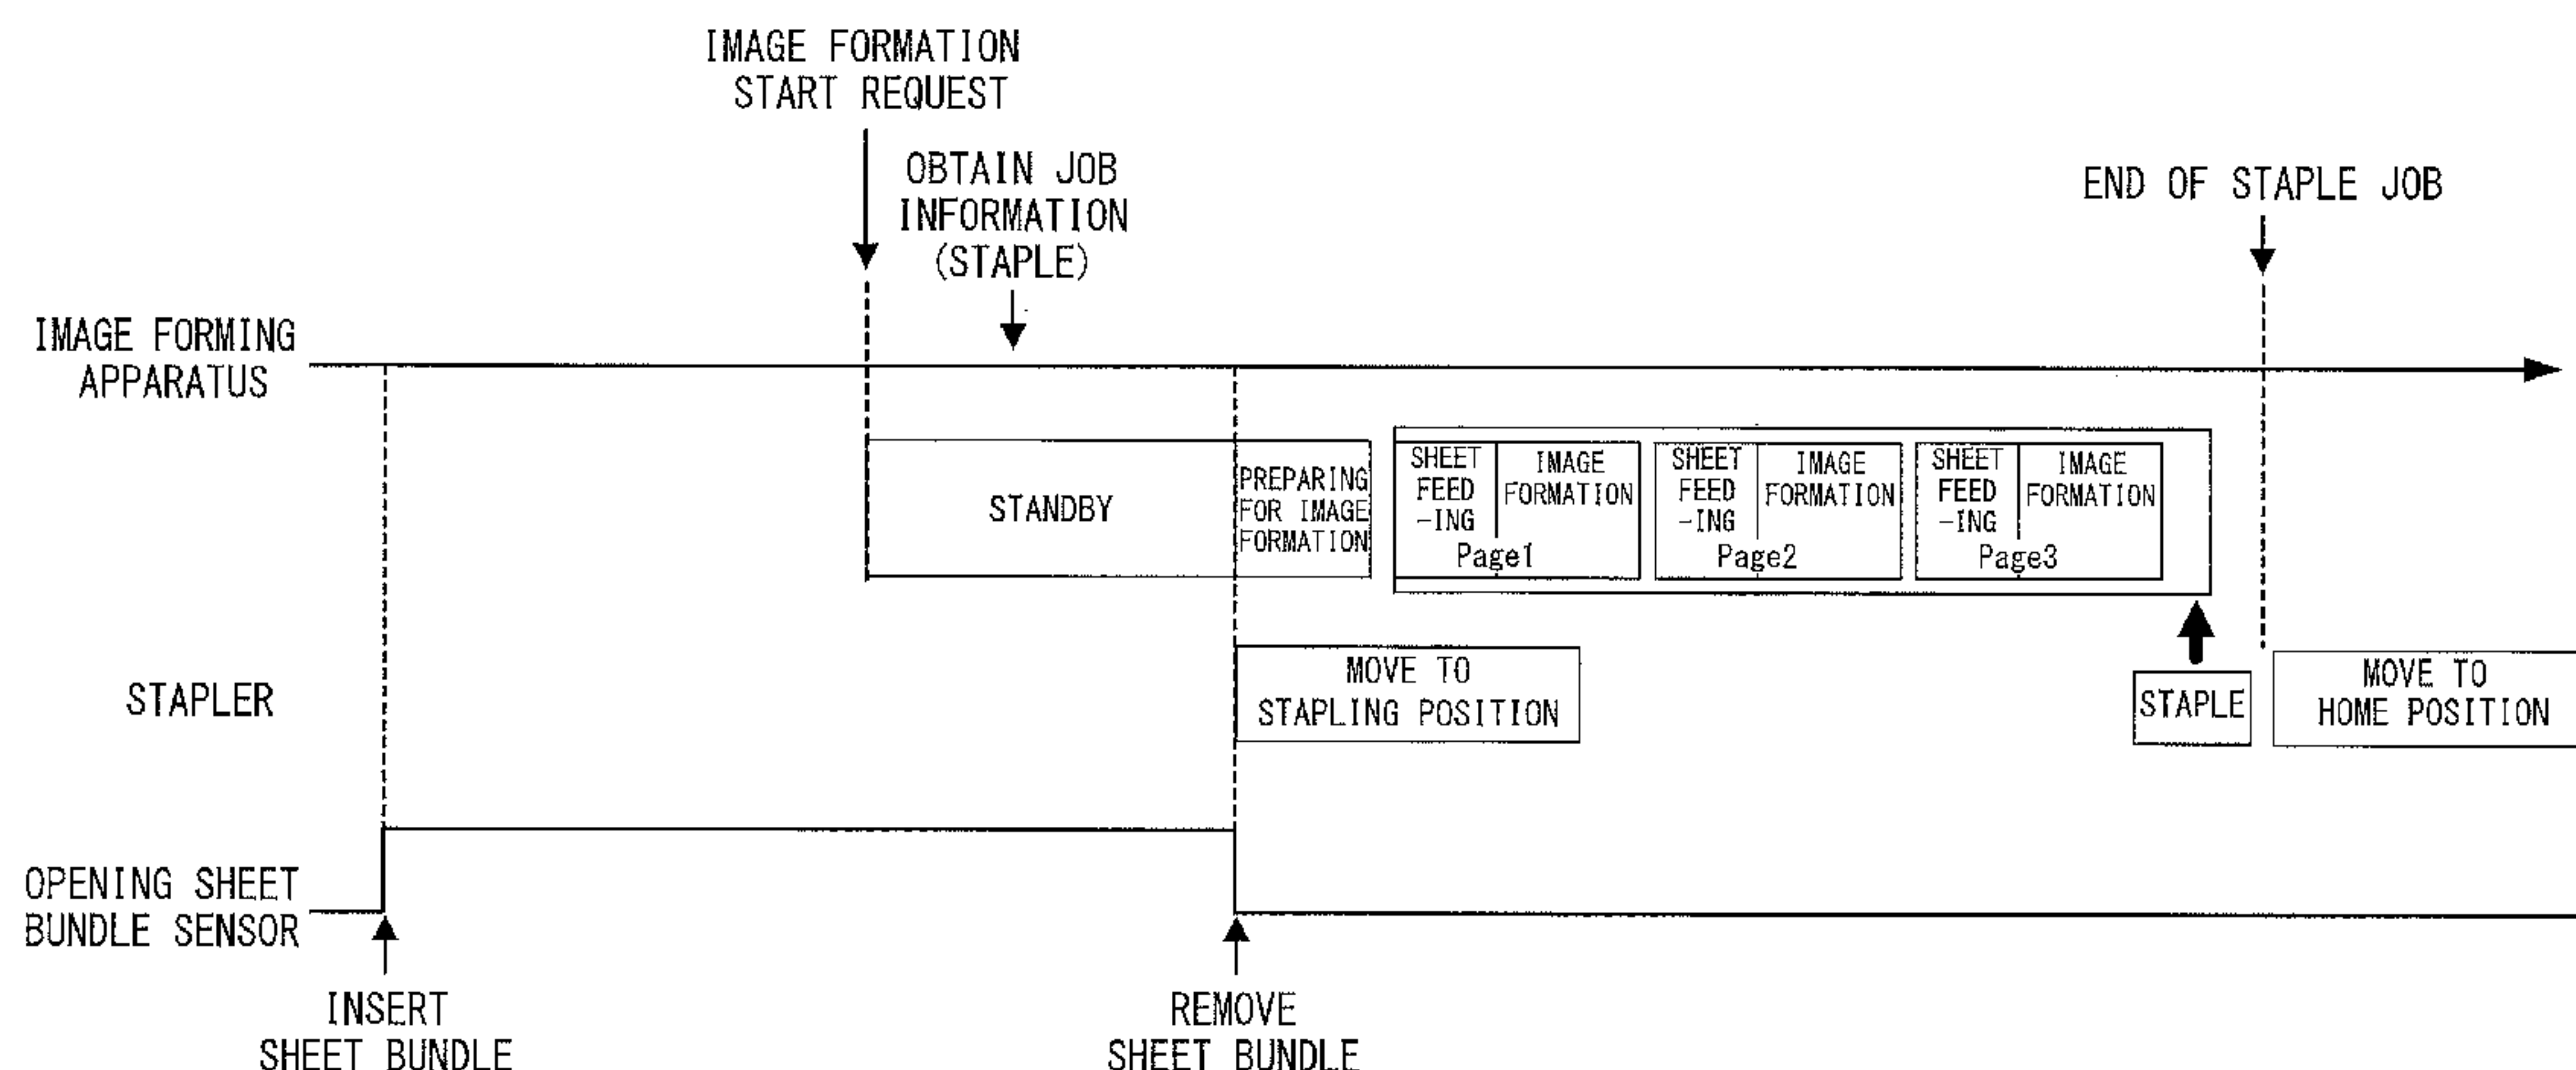 IMAGE FORMATION
START REQUEST
OBTAIN JOB
INFORMATION
(STAPLE)
END OF STAPLE JOB
IMAGE FORMING
APPARATUS
STANDBY
PREPARING
FOR IMAGE
FORMATION
SHEET
FEED
-ING
IMAGE
FORMATION
Page1
SHEET
FEED
-ING
IMAGE
FORMATION
Page2
SHEET
FEED
-ING
IMAGE
FORMATION
Page3
STAPLER
MOVE TO
STAPLING POSITION
STAPLE
MOVE TO
HOME POSITION
OPENING SHEET
BUNDLE SENSOR
INSERT
SHEET BUNDLE
REMOVE
SHEET BUNDLE